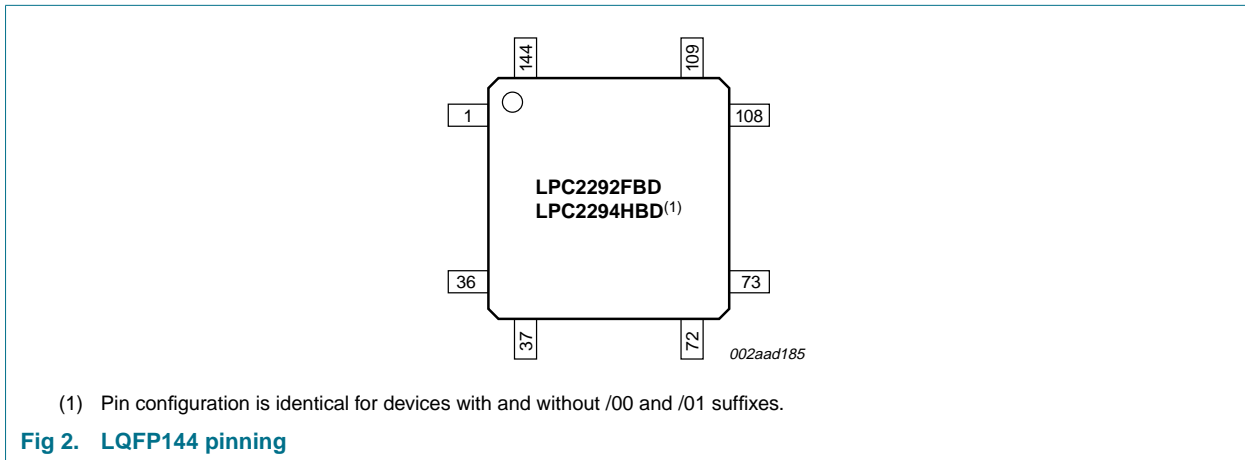 144
109
1
108
LPC2292FBD
LPC2294HBD(1)
36
73
37
72
002aad185
(1) Pin configuration is identical for devices with and without /00 and /01 suffixes.
Fig 2. LQFP144 pinning